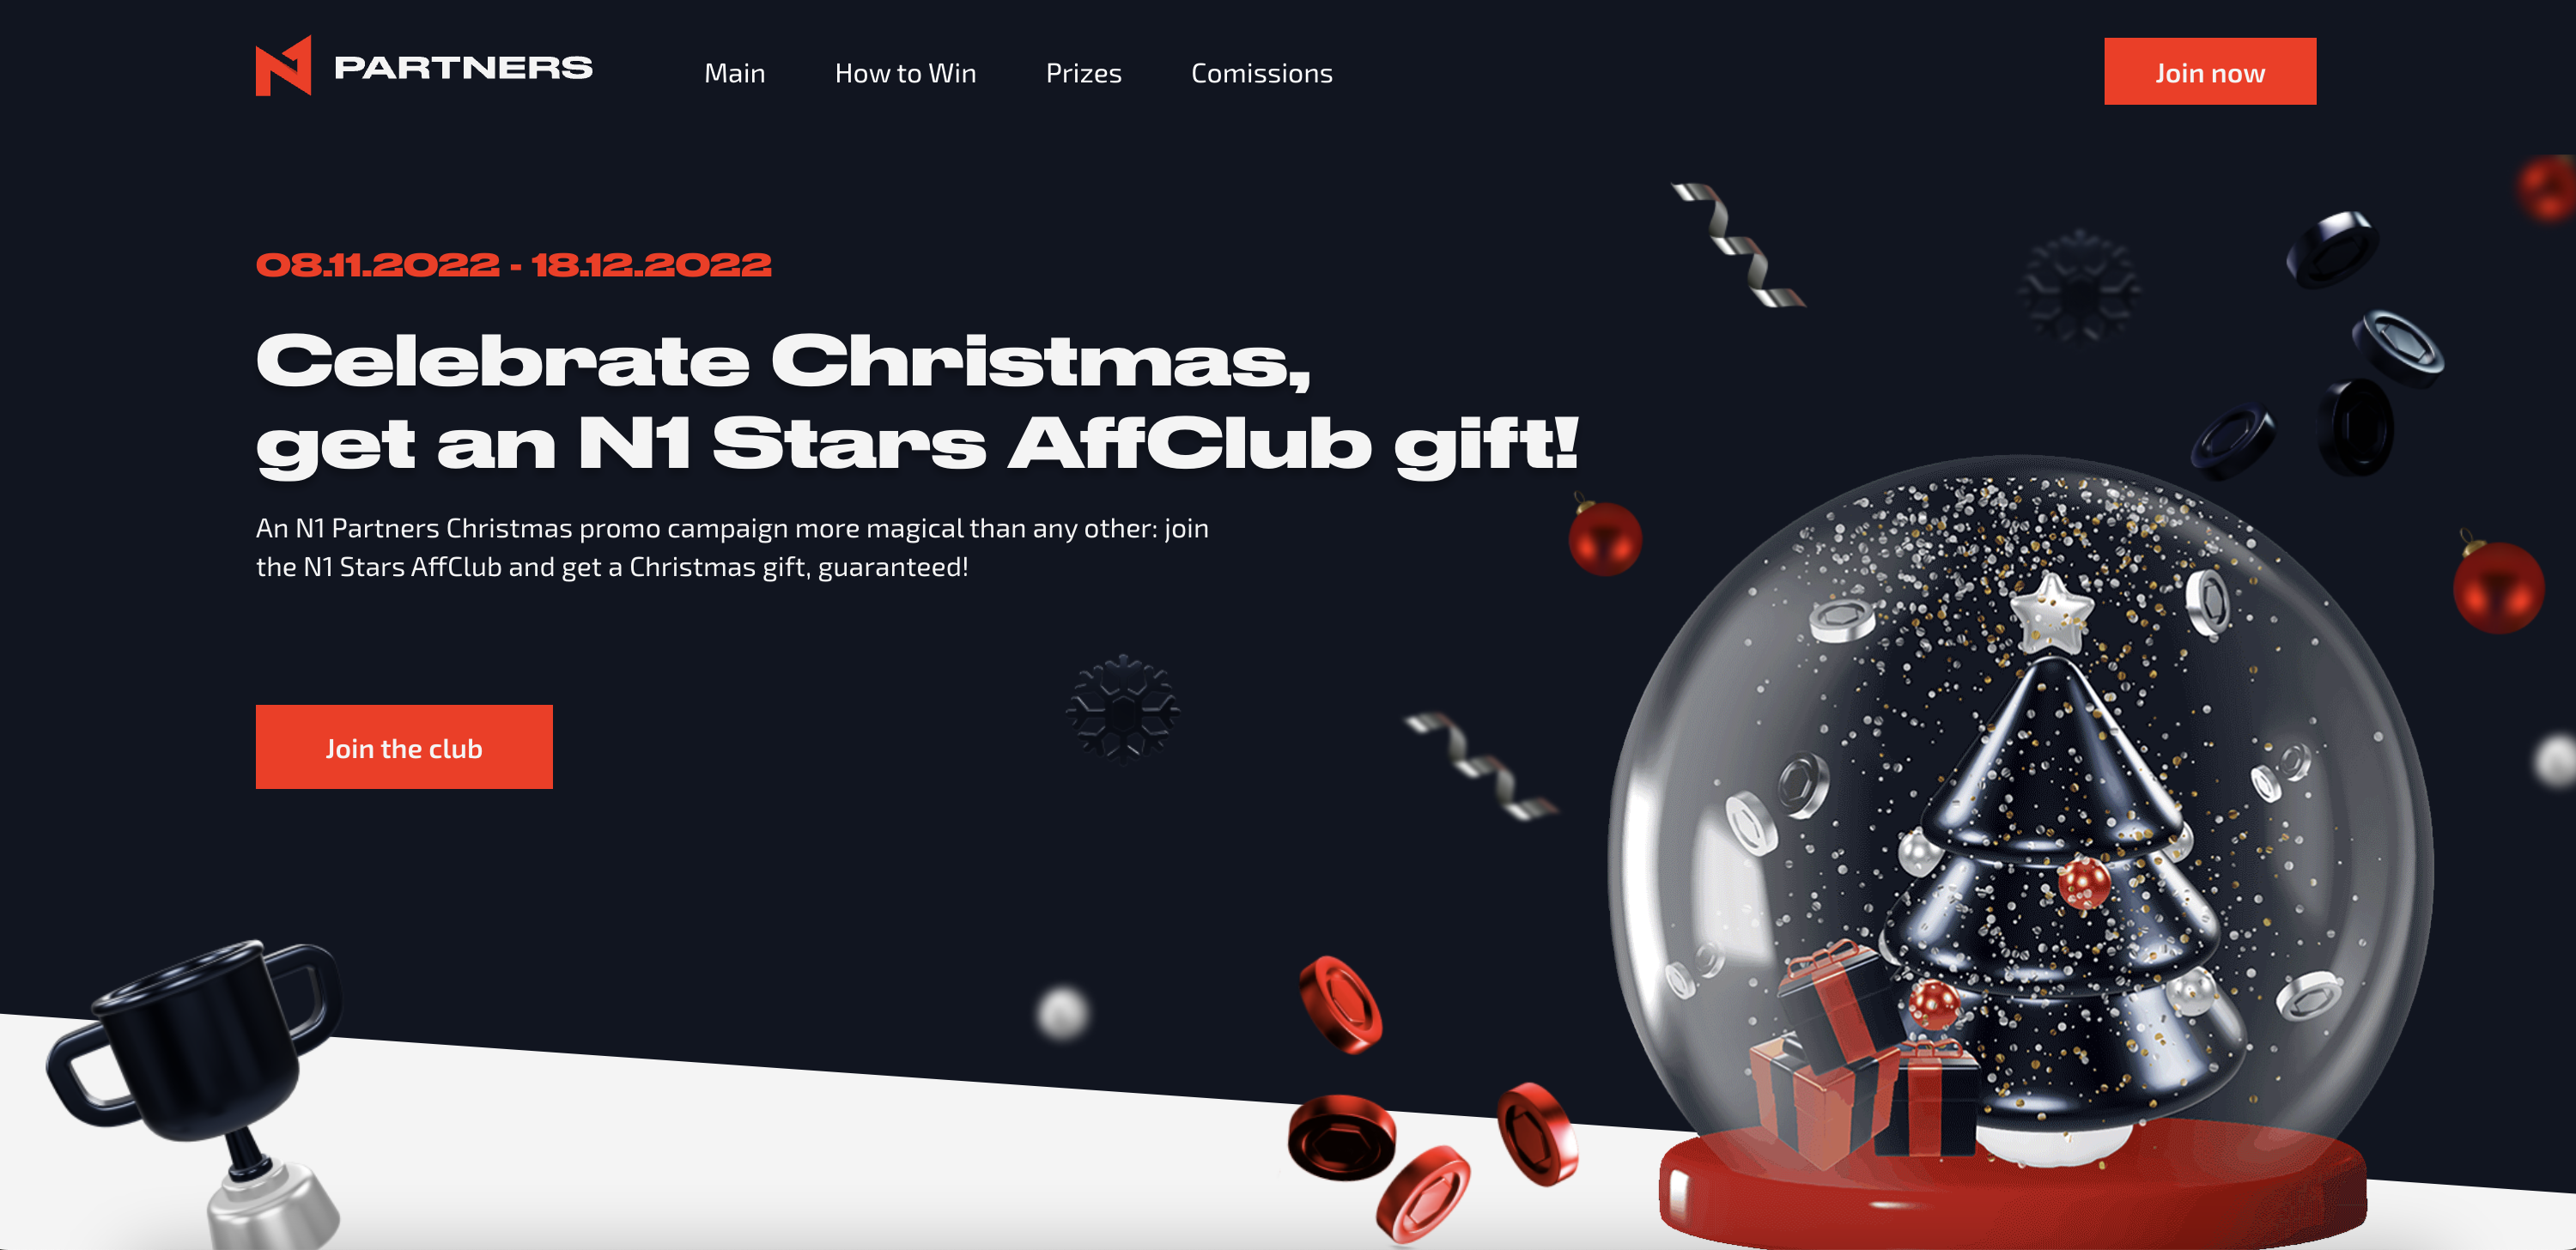 N1 PARTNERS
Main
How to Win
Prizes
Comissions
Join now
08.11.2022 - 18.12.2022
Celebrate Christmas,
get an N1 Stars AffClub gift!
An N1 Partners Christmas promo campaign more magical than any other: join
the N1 Stars AffClub and get a Christmas gift, guaranteed!
Join the club